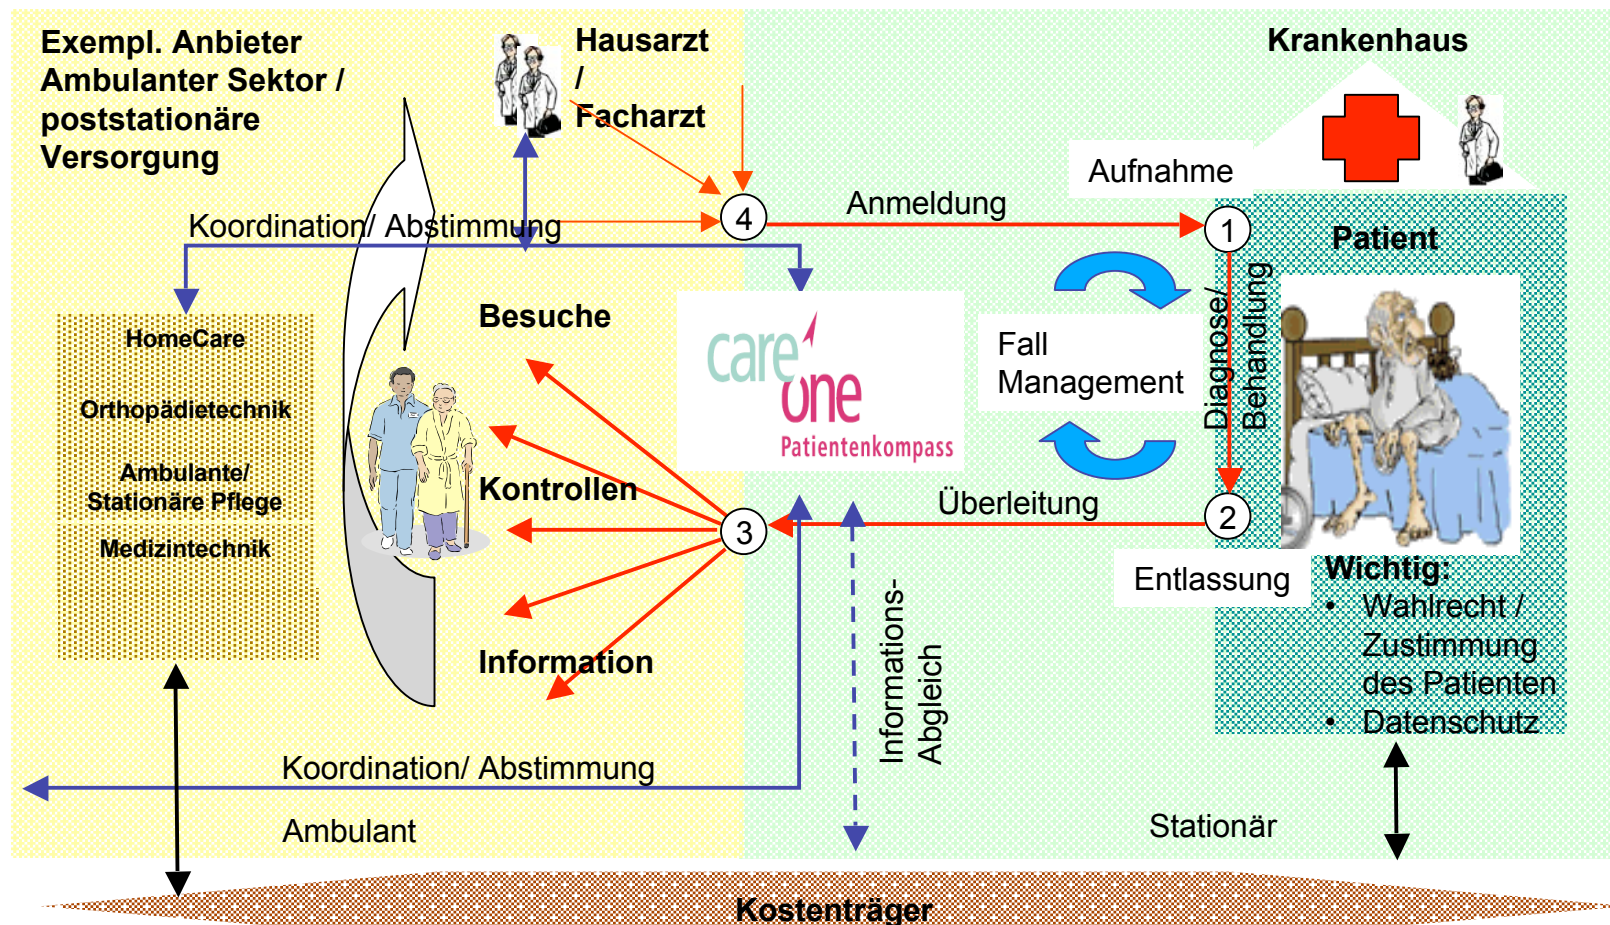 Exempl. Anbieter
Ambulanter Sektor /
poststationäre
Versorgung
Hausarzt
/
Facharzt
Krankenhaus
Aufnahme
4
Anmeldung
1
Koordination/ Abstimmung
Patient
HomeCare
Orthopädietechnik
Ambulante/
Stationäre Pflege
Medizintechnik
Besuche
Kontrollen
Information
care
one
Patientenkompass
Fall
Management
Diagnose/
Behandlung
Überleitung
3
2
Entlassung
Wichtig:
• Wahlrecht /
Zustimmung
des Patienten
• Datenschutz
Informations-
Abgleich
Koordination/ Abstimmung
Ambulant
Stationär
Kostenträger